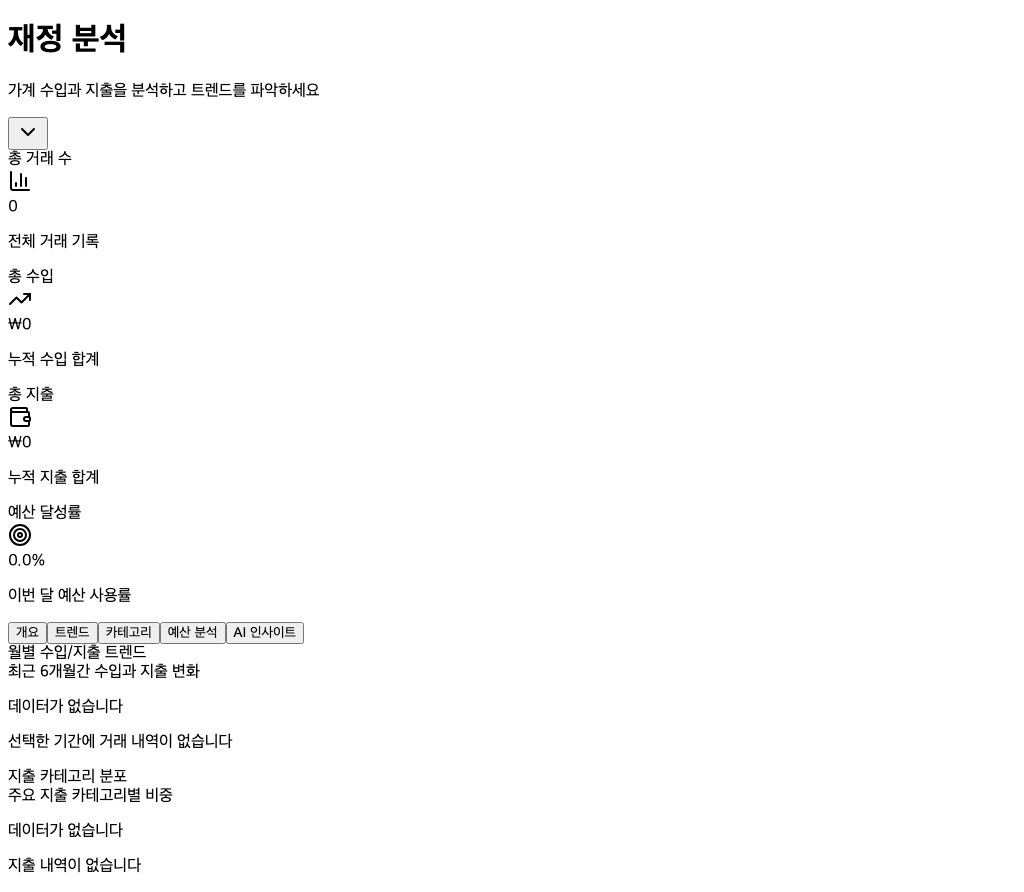 재정 분석
가계 수입과 지출을 분석하고 트렌드를 파악하세요
총 거래 수
0
전체 거래 기록
총 수입
₩0
누적 수입 합계
총 지출
₩0
누적 지출 합계
예산 달성률
0.0%
이번 달 예산 사용률
개요 트렌드 카테고리 예산 분석 AI 인사이트
월별 수입/지출 트렌드
최근 6개월간 수입과 지출 변화
데이터가 없습니다
선택한 기간에 거래 내역이 없습니다
지출 카테고리 분포
주요 지출 카테고리별 비중
데이터가 없습니다
지출 내역이 없습니다